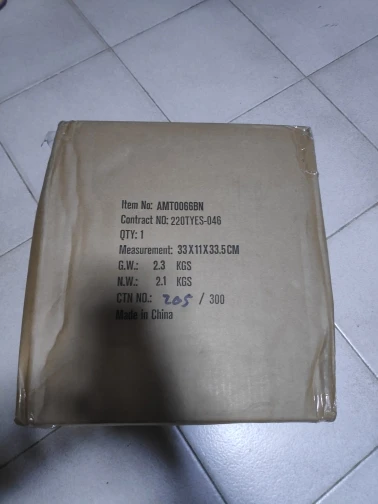 Item No: AMT0066BN
Contract NO: 220TYES-046
QTY: 1
Measurement: 33X11X33.5CM
G.W.: 2.3 KGS
N.W.: 2.1 KGS
CTN NO.: 205 / 300
Made in China